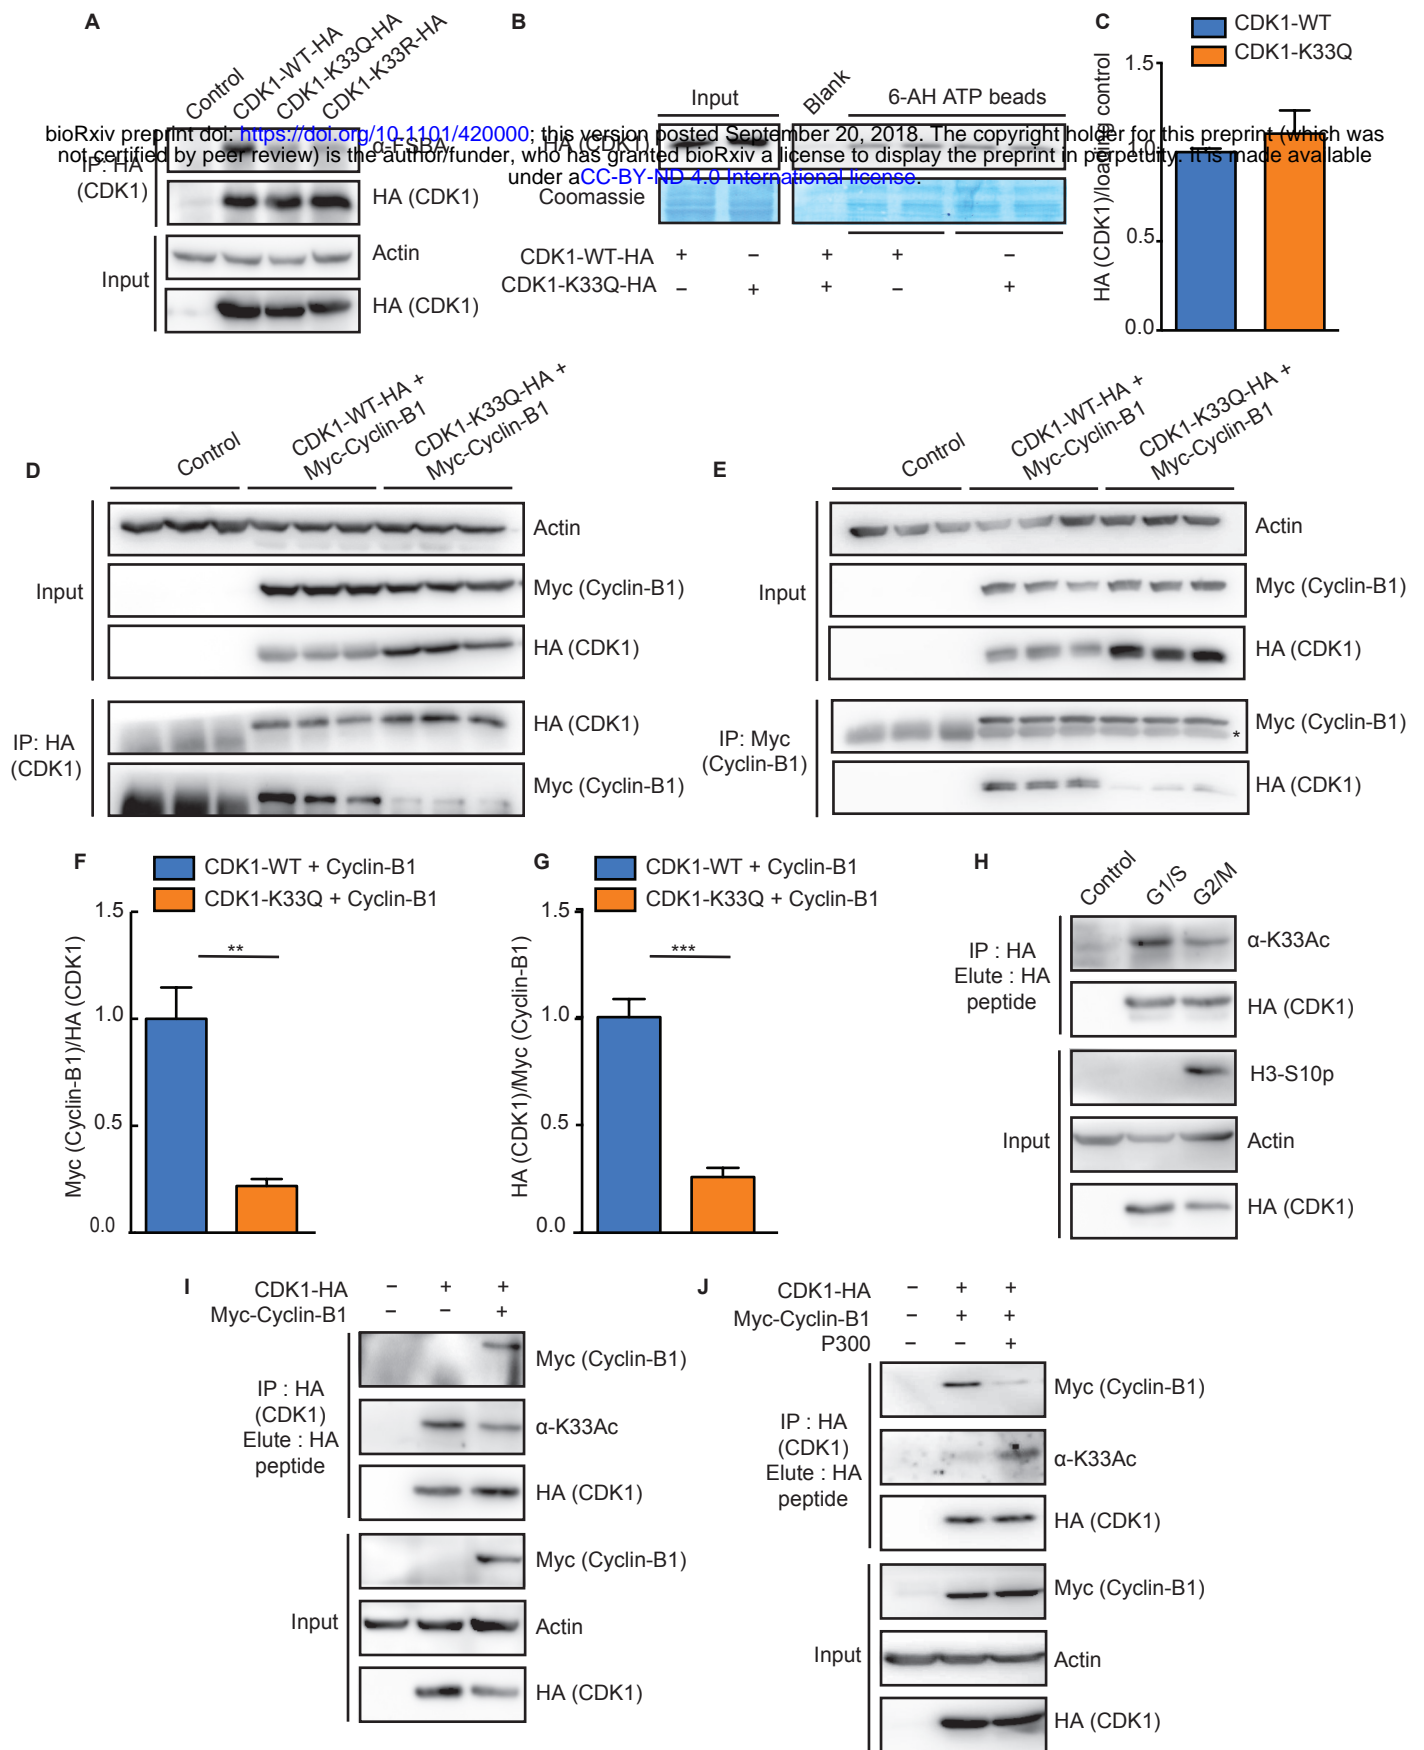 A
Control
CDK1-WT-HA
CDK1-K33Q-HA
CDK1-K33R-HA
bioRxiv preprint doi: https://doi.org/10.1101/420000; this version posted September 20, 2018. The copyright holder for this preprint (which was
not certified by peer review) is the author/funder, who has granted bioRxiv a license to display the preprint in perpetuity. It is made available
under aCC-BY-ND 4.0 International license.
IP: HA
(CDK1)
α-FSBA
HA (CDK1)
Input
Actin
HA (CDK1)
B
Input
Blank
6-AH ATP beads
HA (CDK1)
Coomassie
CDK1-WT-HA + − + + −
CDK1-K33Q-HA − + + − +
C
CDK1-WT
CDK1-K33Q
HA (CDK1)/loading control
1.5
1.0
0.5
0.0
D
Control
CDK1-WT-HA +
Myc-Cyclin-B1
CDK1-K33Q-HA +
Myc-Cyclin-B1
Input
Actin
Myc (Cyclin-B1)
HA (CDK1)
IP: HA
(CDK1)
HA (CDK1)
Myc (Cyclin-B1)
E
Control
CDK1-WT-HA +
Myc-Cyclin-B1
CDK1-K33Q-HA +
Myc-Cyclin-B1
Input
Actin
Myc (Cyclin-B1)
HA (CDK1)
IP: Myc
(Cyclin-B1)
Myc (Cyclin-B1)
*
HA (CDK1)
F
CDK1-WT + Cyclin-B1
CDK1-K33Q + Cyclin-B1
Myc (Cyclin-B1)/HA (CDK1)
1.5
1.0
0.5
0.0
**
G
CDK1-WT + Cyclin-B1
CDK1-K33Q + Cyclin-B1
HA (CDK1)/Myc (Cyclin-B1)
1.5
1.0
0.5
0.0
***
H
Control
G1/S
G2/M
IP : HA
Elute : HA
peptide
α-K33Ac
HA (CDK1)
Input
H3-S10p
Actin
HA (CDK1)
I
CDK1-HA − + +
Myc-Cyclin-B1 − − +
IP : HA
(CDK1)
Elute : HA
peptide
Myc (Cyclin-B1)
α-K33Ac
HA (CDK1)
Input
Myc (Cyclin-B1)
Actin
HA (CDK1)
J
CDK1-HA − + +
Myc-Cyclin-B1 − + +
P300 − − +
IP : HA
(CDK1)
Elute : HA
peptide
Myc (Cyclin-B1)
α-K33Ac
HA (CDK1)
Input
Myc (Cyclin-B1)
Actin
HA (CDK1)